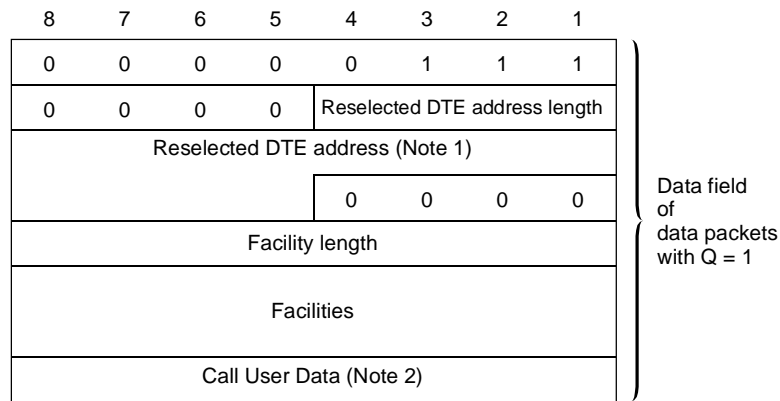 8 7 6 5 4 3 2 1
0 0 0 0 0 1 1 1
0 0 0 0 Reselected DTE address length
Reselected DTE address (Note 1)
0 0 0 0
Facility length
Facilities
Call User Data (Note 2)
Data field
of
data packets
with Q = 1